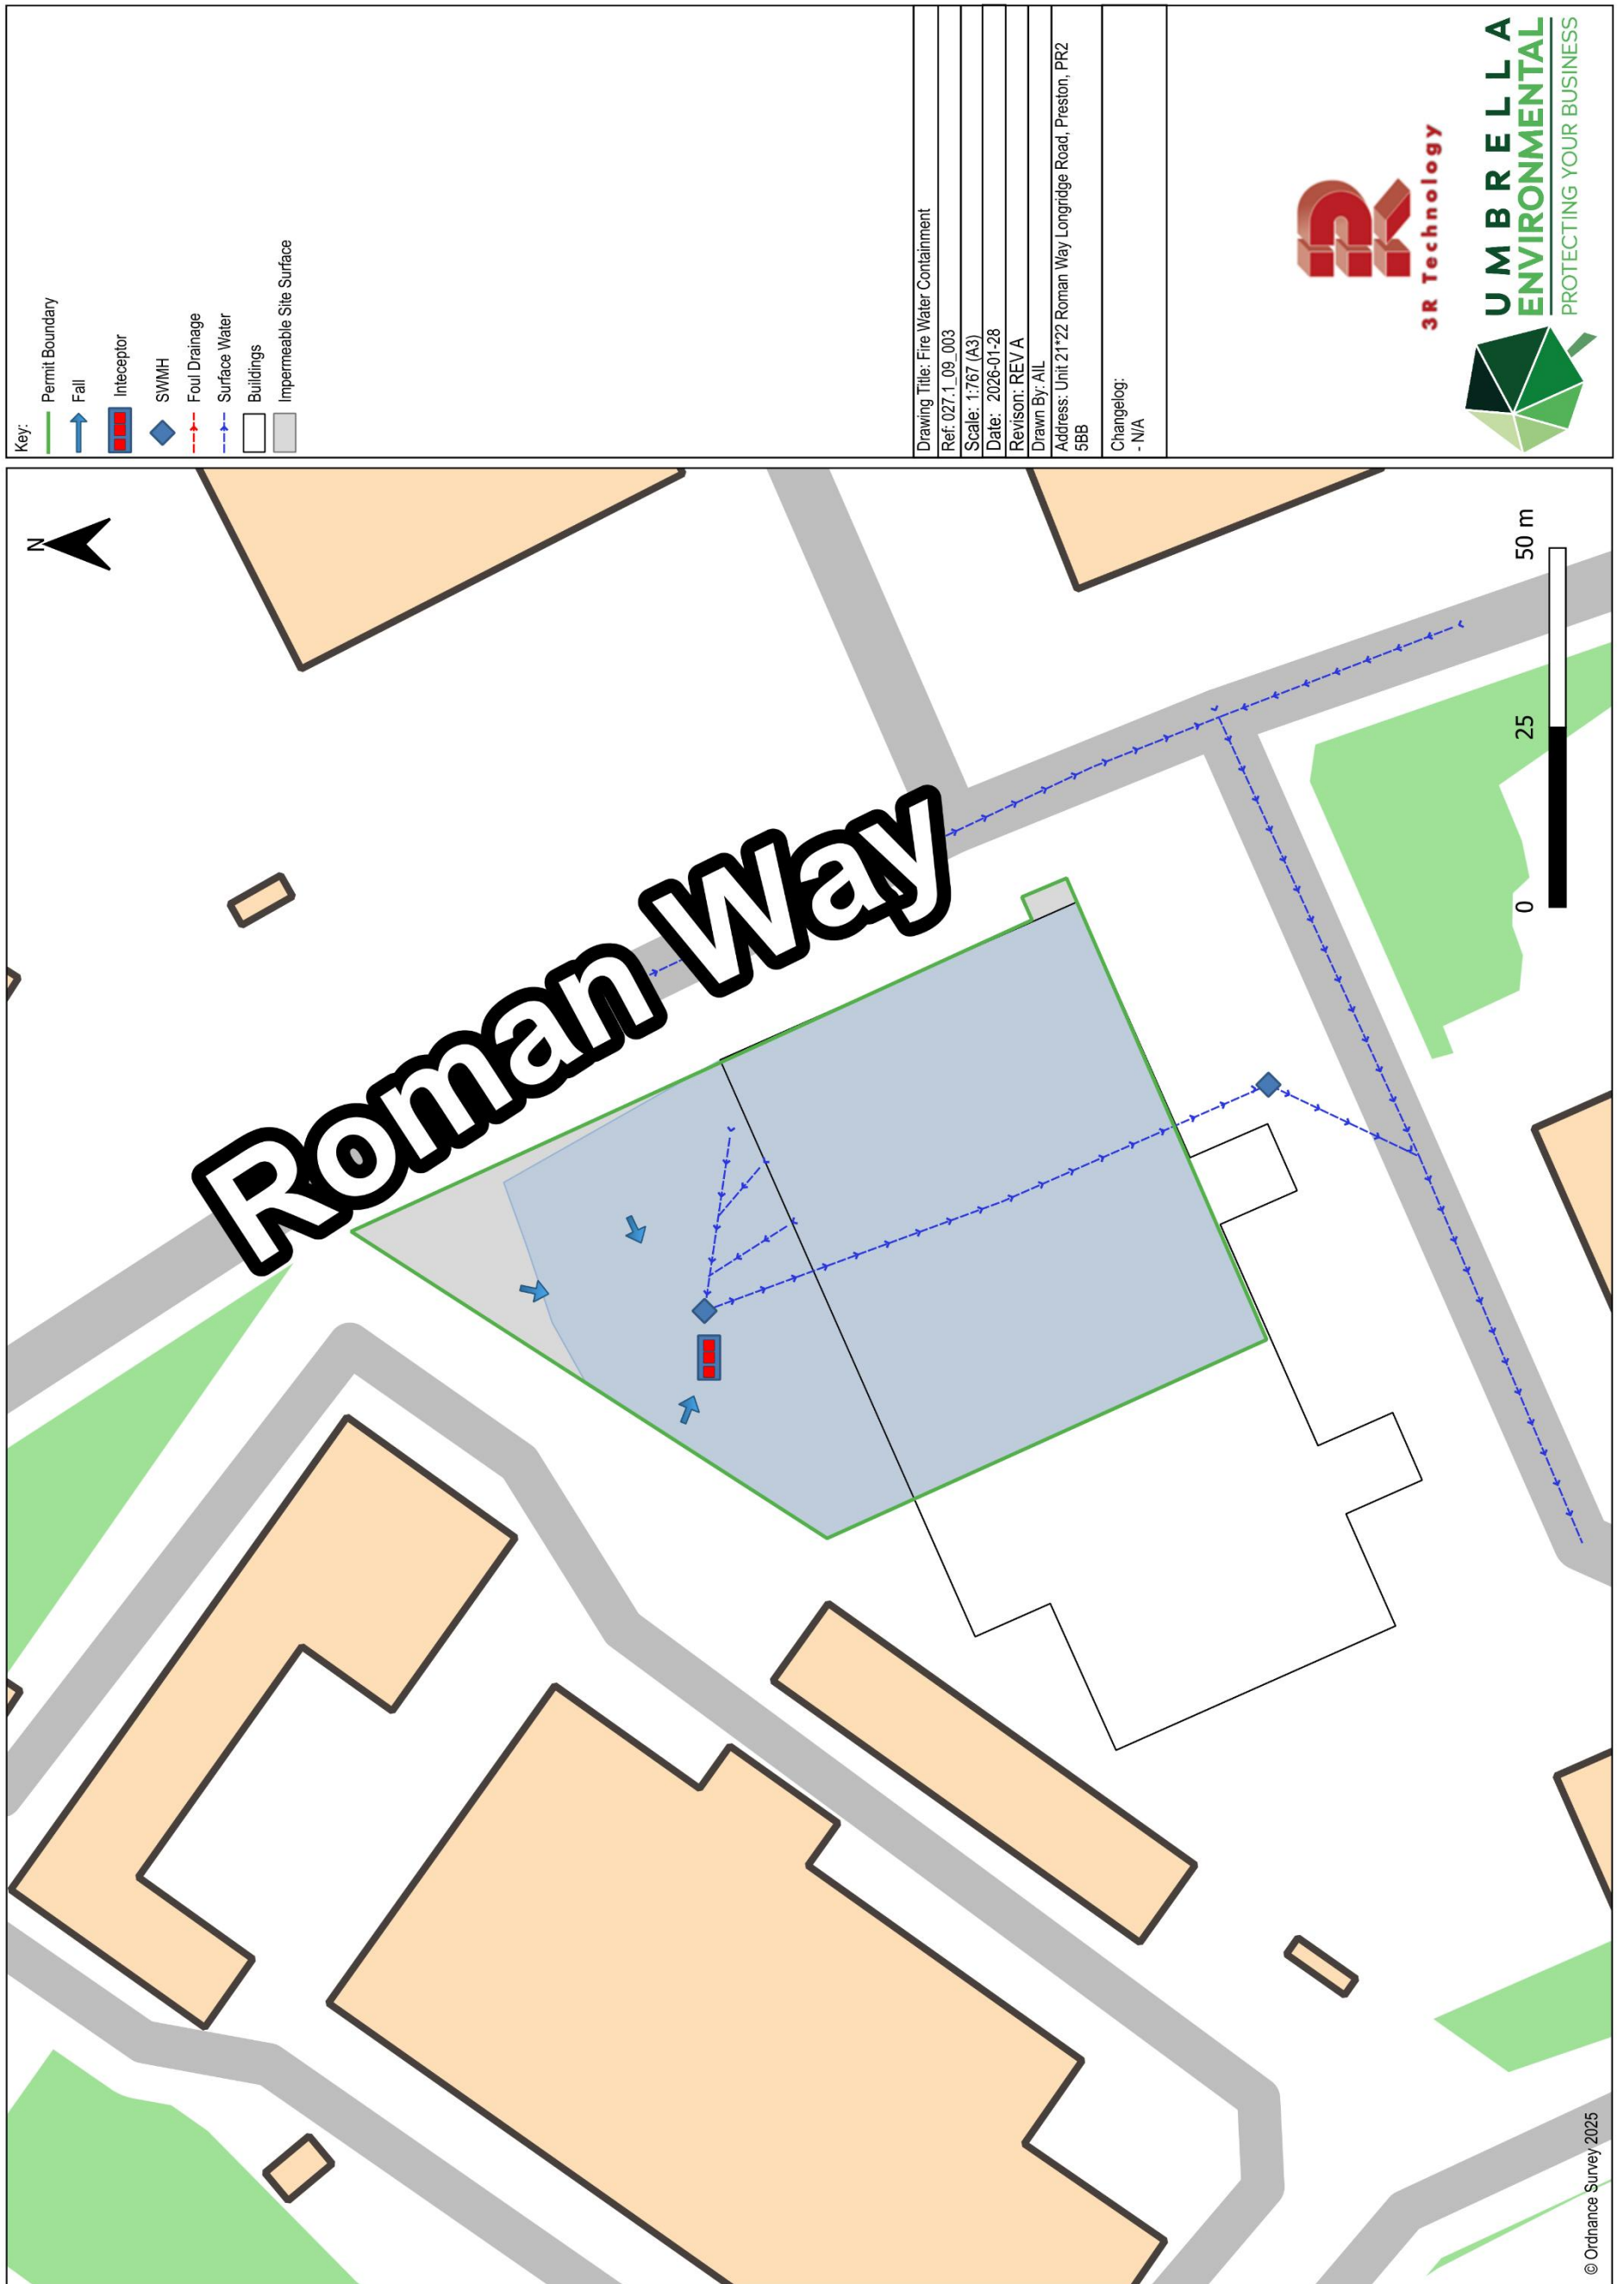 Key:
Permit Boundary
Fall
Inteceptor
SWMH
Foul Drainage
Surface Water
Buildings
Impermeable Site Surface
Drawing Title: Fire Water Containment
Ref: 027.1_09_003
Scale: 1:767 (A3)
Date: 2026-01-28
Revison: REV A
Drawn By: AIL
Address: Unit 21*22 Roman Way Longridge Road, Preston, PR2
5BB
Changelog:
- N/A
3R
3R Technology
UMBRELLA
ENVIRONMENTAL
PROTECTING YOUR BUSINESS
N
Roman Way
0 25 50 m
© Ordnance Survey 2025